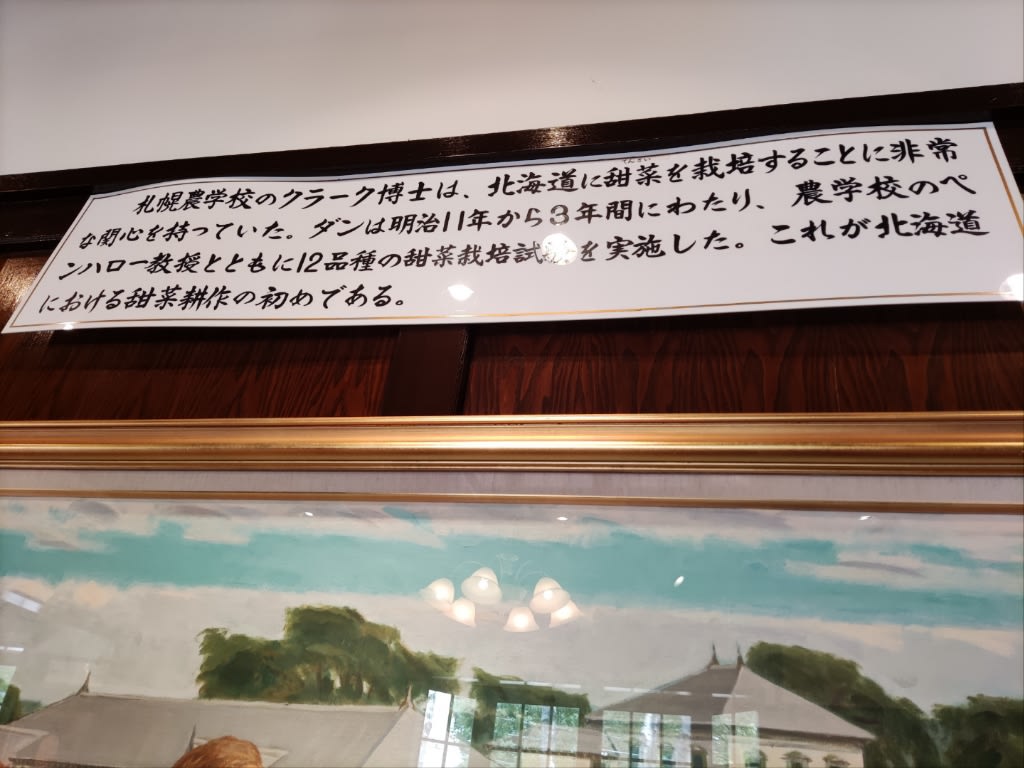 札幌農学校のクラーク博士は、北海道に甜菜を栽培することに非常
てんさい
な関心を持っていた。ダンは明治11年から3年間にわたり、農学校のペ
ンハロー教授とともに12品種の甜菜栽培試験を実施した。これが北海道
における甜菜耕作の初めである。